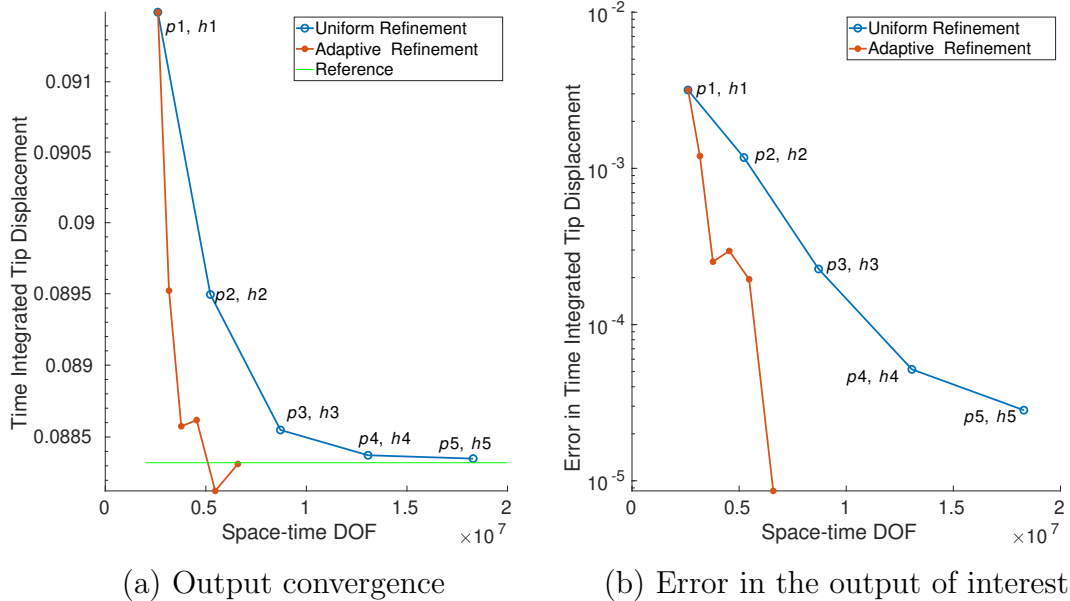 Time Integrated Tip Displacement
0.091
0.0905
0.09
0.0895
0.089
0.0885
0
0.5
1
1.5
2
×10⁷
Space-time DOF
Uniform Refinement
Adaptive Refinement
Reference
p1, h1
p2, h2
p3, h3
p4, h4
p5, h5
(a) Output convergence
Error in Time Integrated Tip Displacement
10⁻²
10⁻³
10⁻⁴
10⁻⁵
0
0.5
1
1.5
2
×10⁷
Space-time DOF
Uniform Refinement
Adaptive Refinement
p1, h1
p2, h2
p3, h3
p4, h4
p5, h5
(b) Error in the output of interest